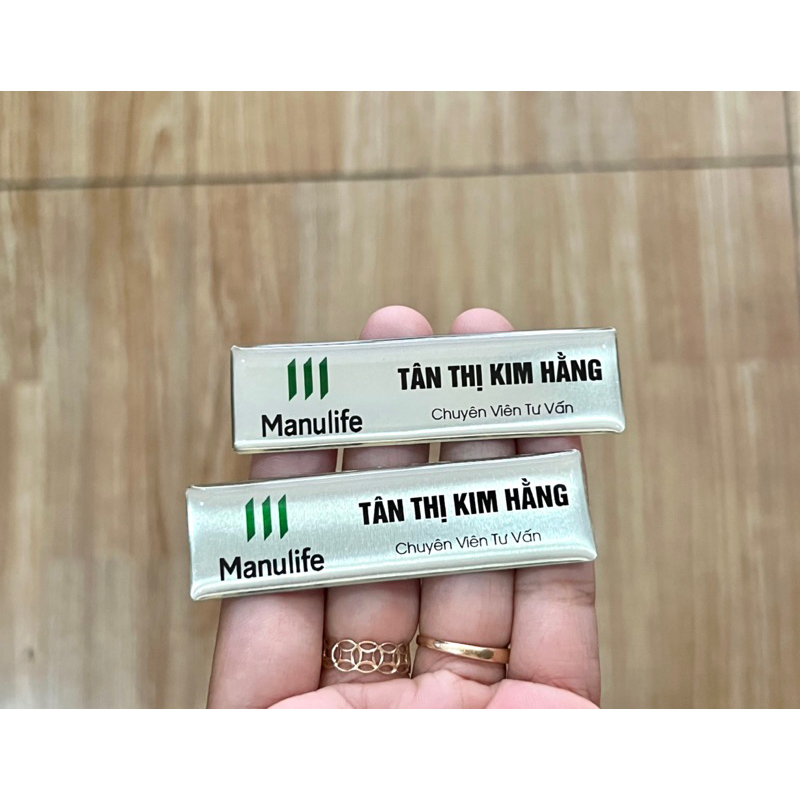 TÂN THỊ KIM HẰNG
Manulife
Chuyên Viên Tư Vấn
TÂN THỊ KIM HẰNG
Manulife
Chuyên Viên Tư Vấn